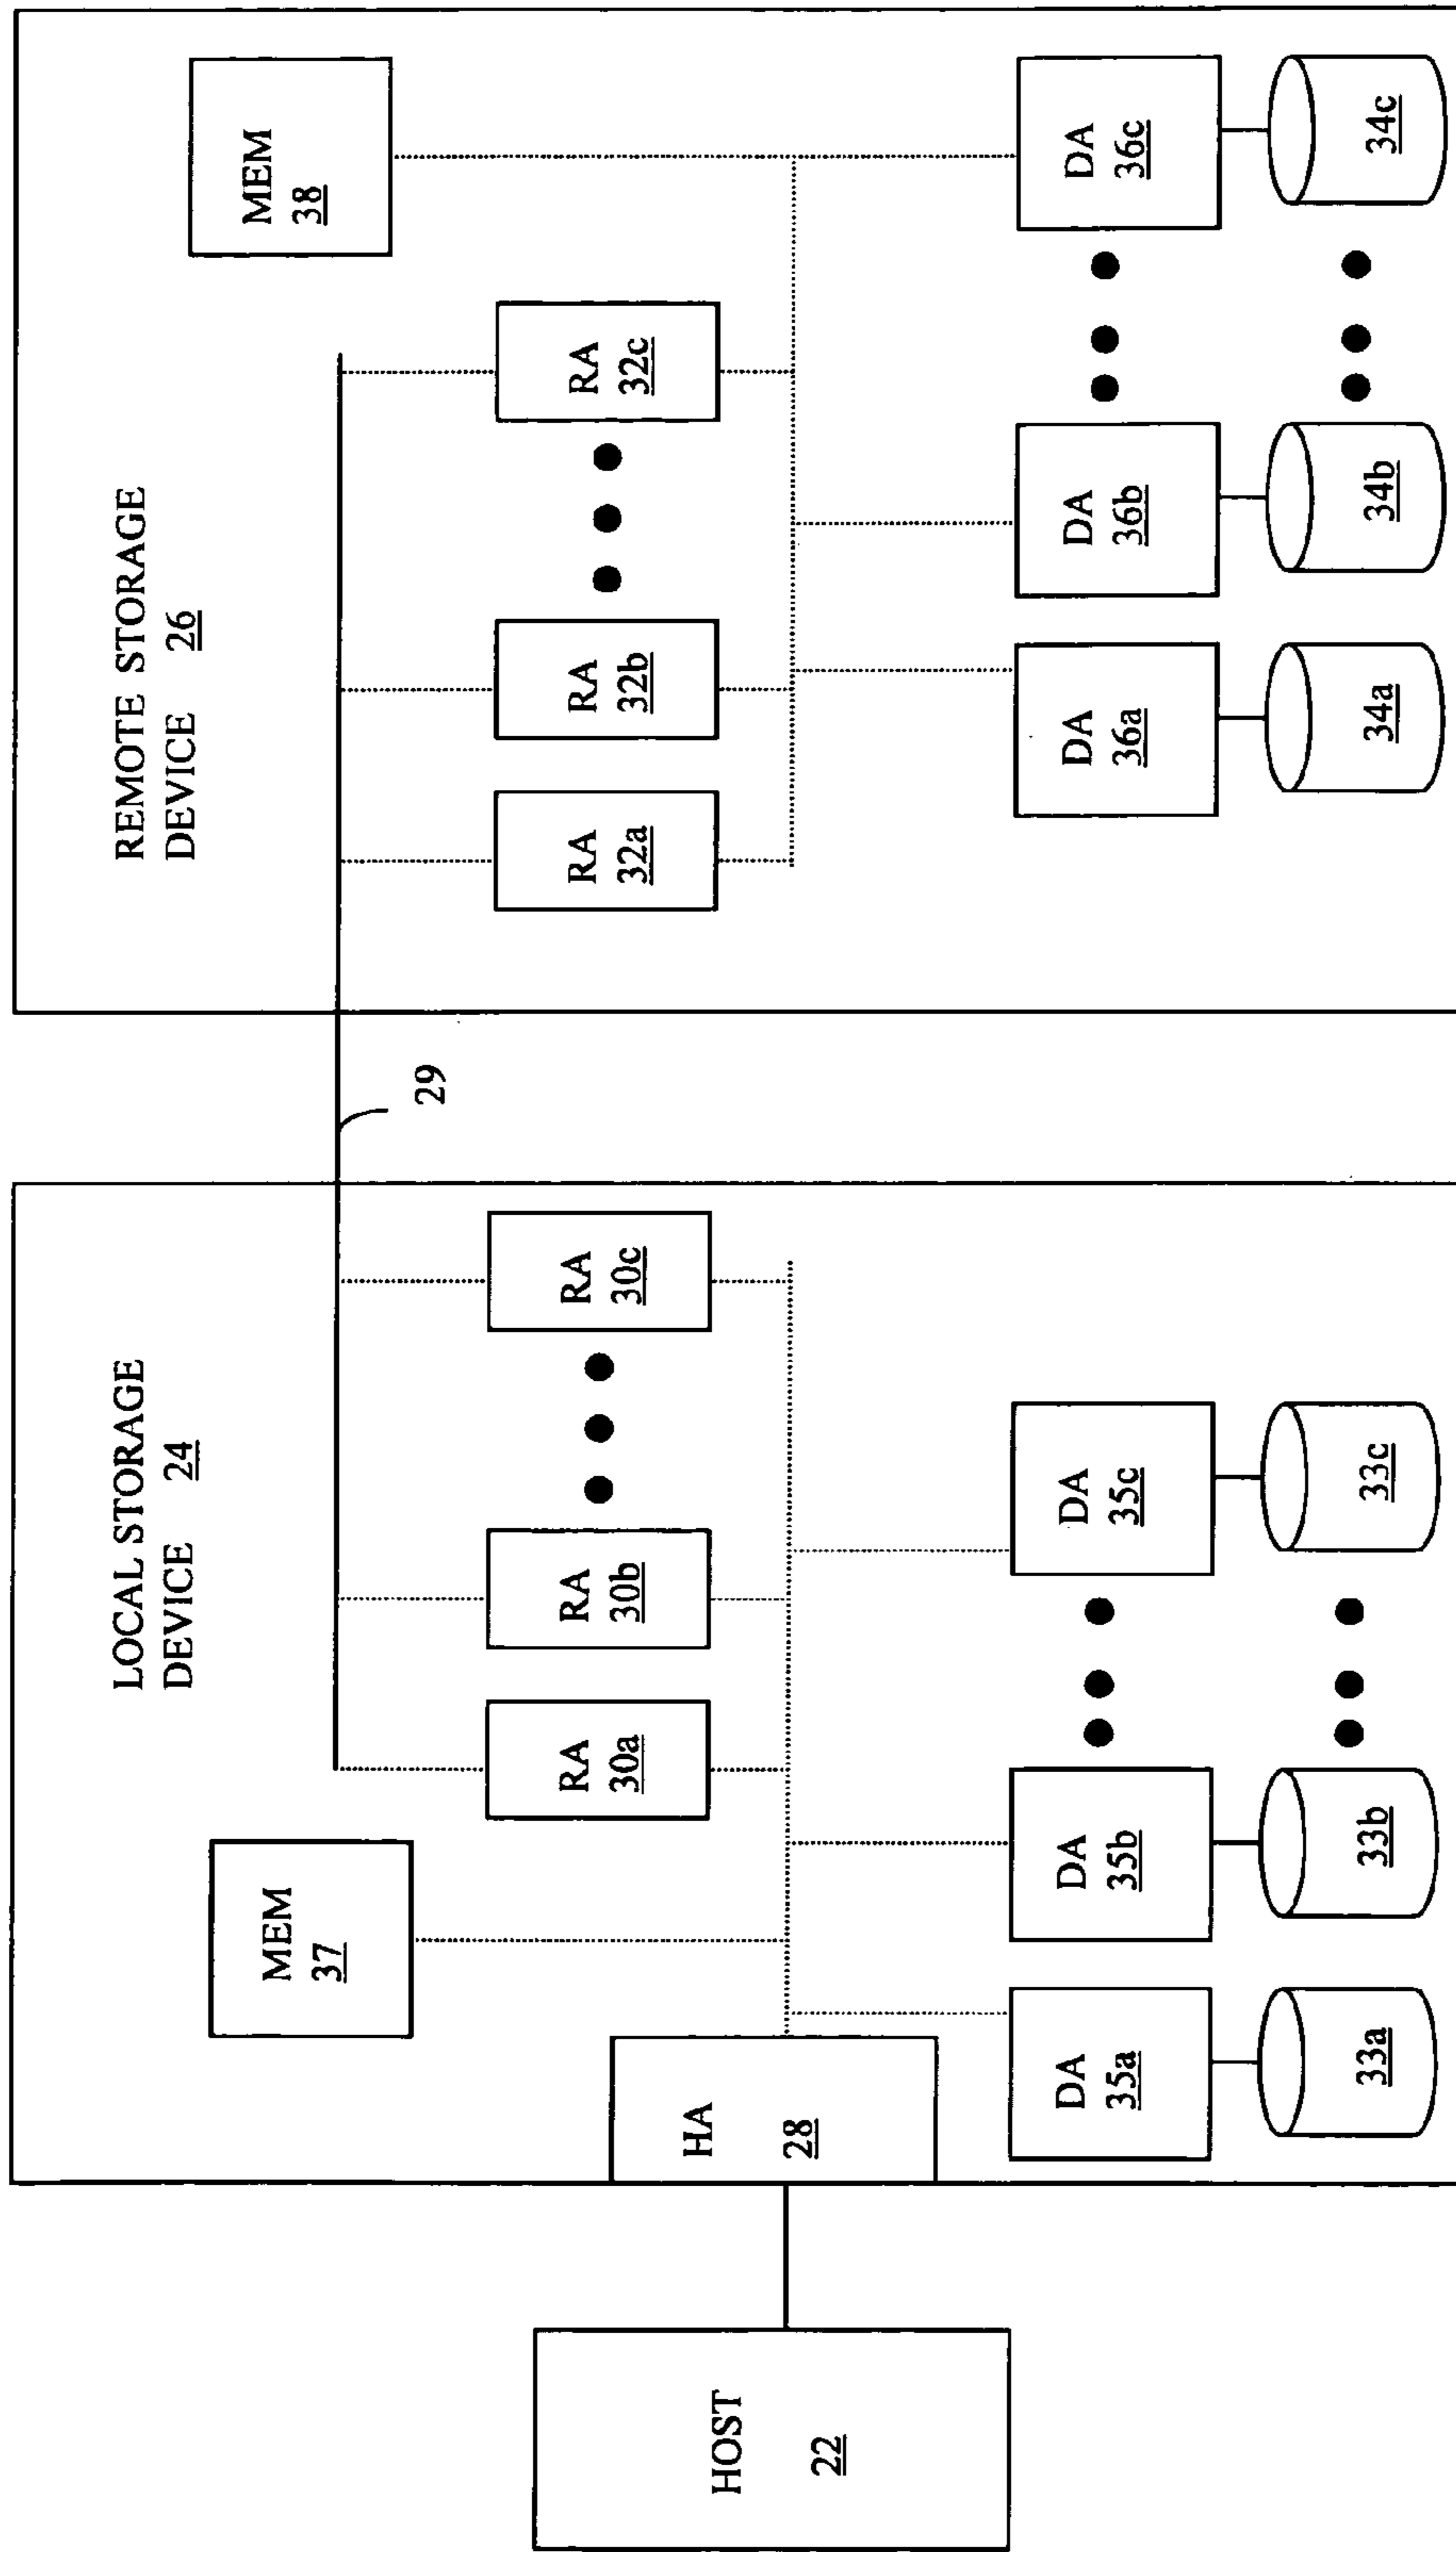 LOCAL STORAGE
DEVICE 24
REMOTE STORAGE
DEVICE 26
HOST
22
HA
28
MEM
37
RA
30a
RA
30b
RA
30c
29
DA
35a
DA
35b
DA
35c
33a
33b
33c
RA
32a
RA
32b
RA
32c
MEM
38
DA
36a
DA
36b
DA
36c
34a
34b
34c